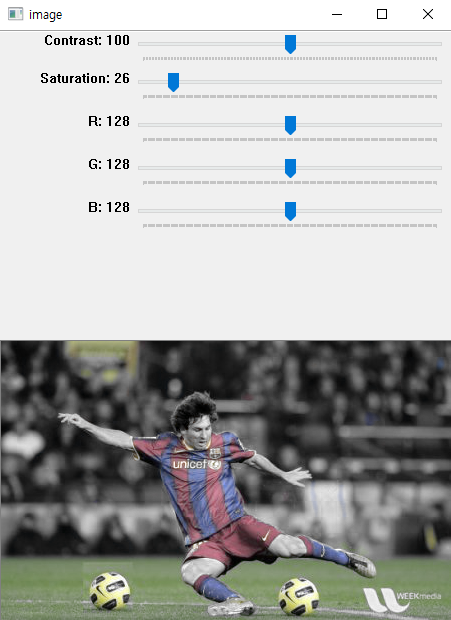 image
Contrast: 100
Saturation: 26
R: 128
G: 128
B: 128
unicef
WEEKmedia